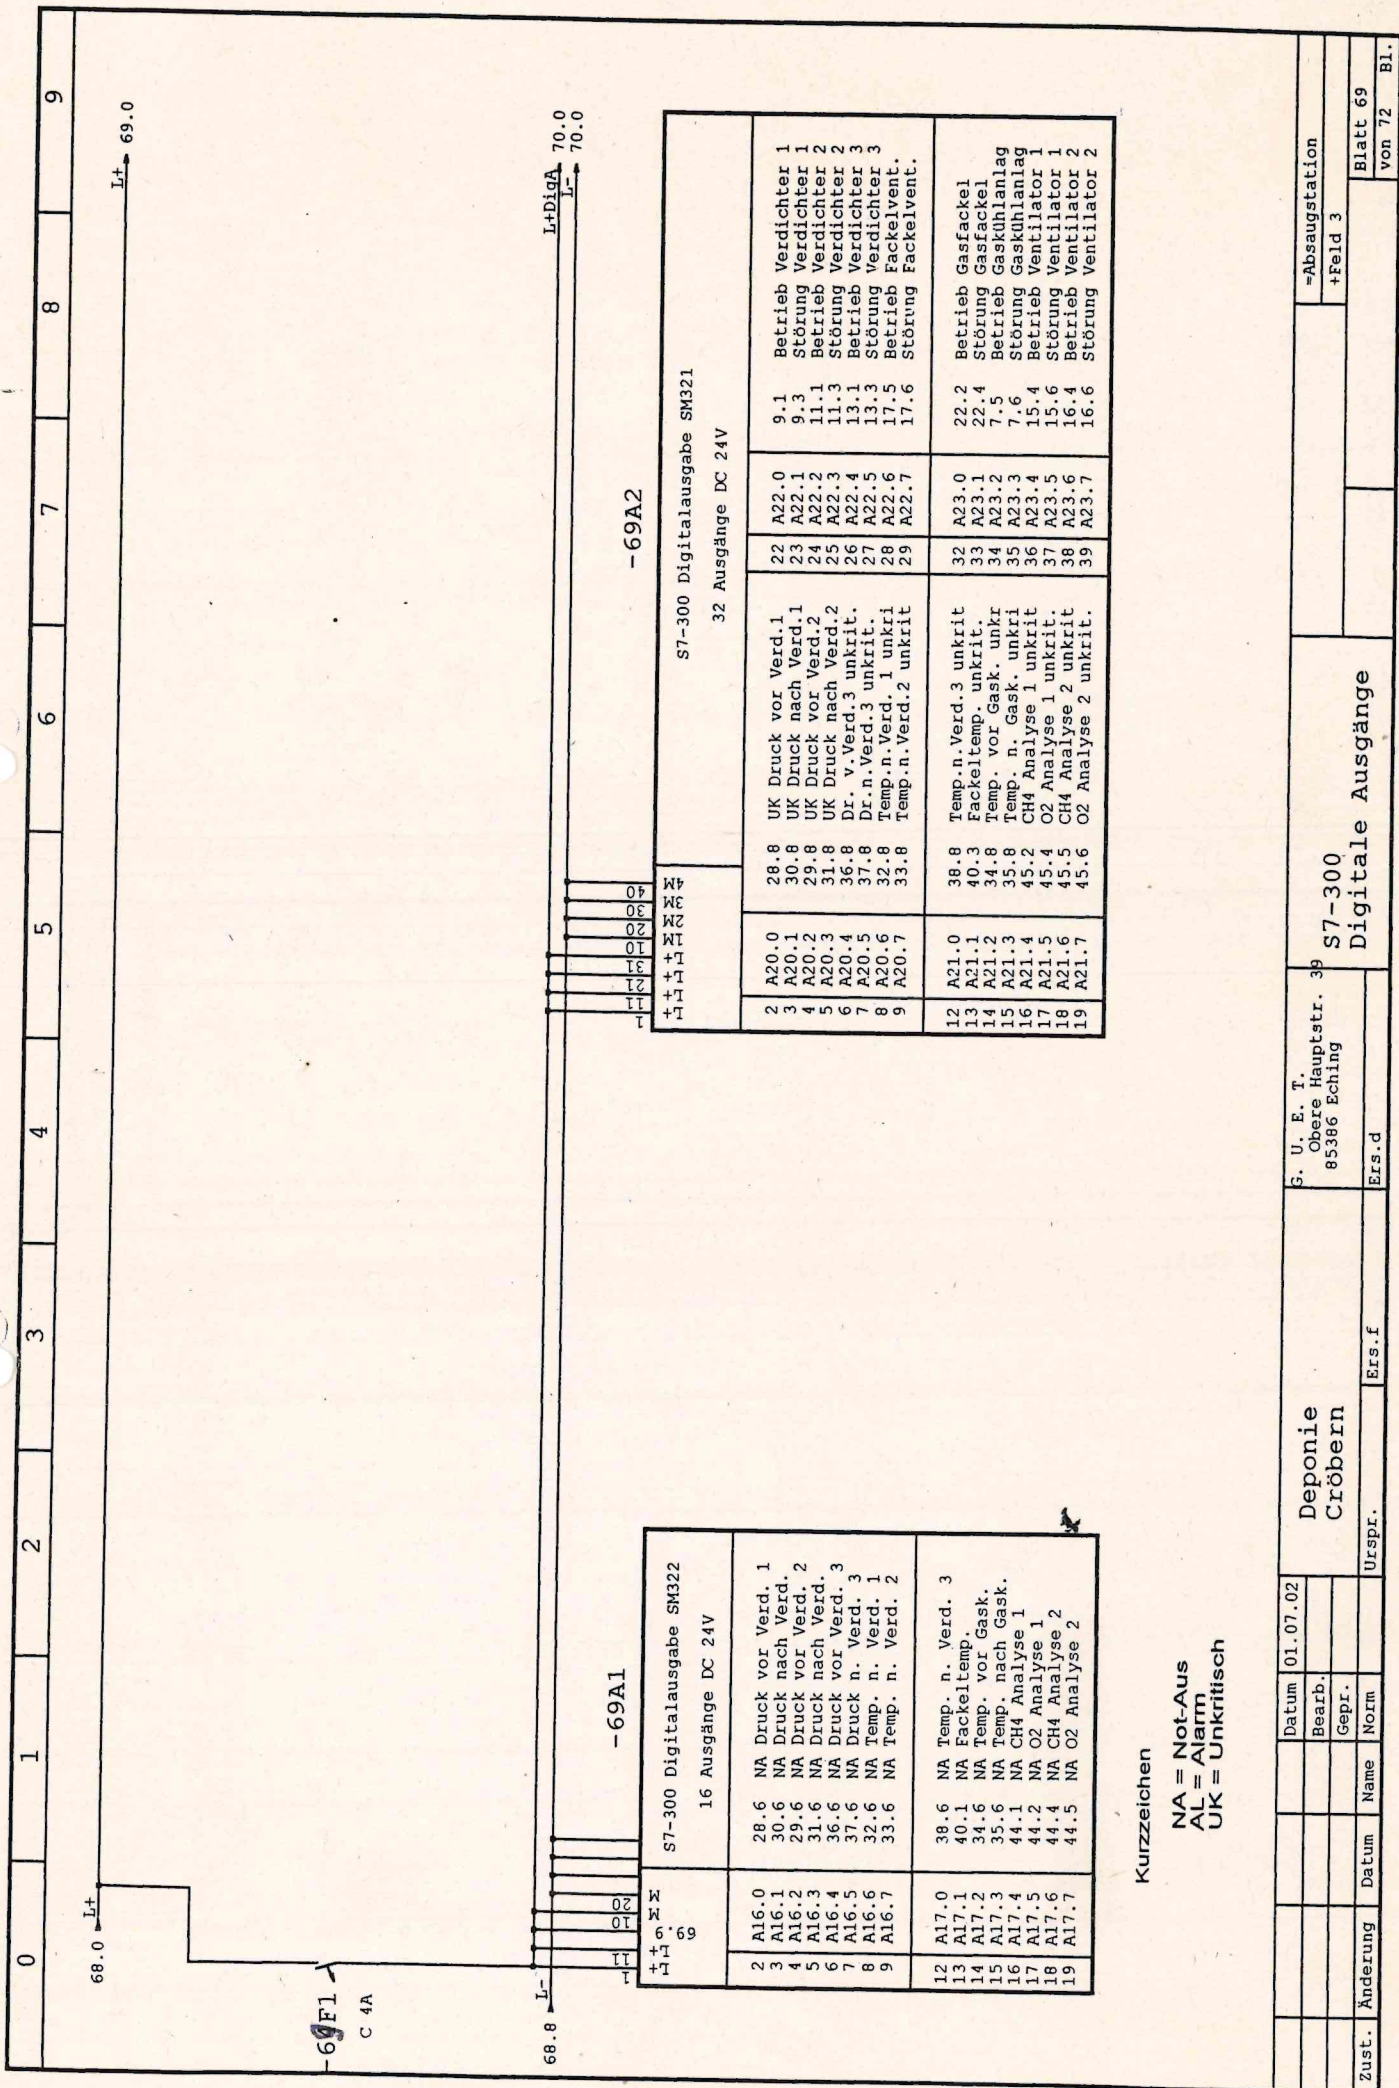 0 1 2 3 4 5 6 7 8 9
68.0 L+
L+ 69.0
F1
C 4A
68.8 L-
L+DigA 70.0
L- 70.0
-69A1
1 11 10 20
L+ L+ 69.9 M M
S7-300 Digitalausgabe SM322
16 Ausgänge DC 24V
2 A16.0 28.6 NA Druck vor Verd. 1
3 A16.1 30.6 NA Druck nach Verd.
4 A16.2 29.6 NA Druck vor Verd. 2
5 A16.3 31.6 NA Druck nach Verd.
6 A16.4 36.6 NA Druck vor Verd. 3
7 A16.5 37.6 NA Druck n. Verd. 3
8 A16.6 32.6 NA Temp. n. Verd. 1
9 A16.7 33.6 NA Temp. n. Verd. 2
12 A17.0 38.6 NA Temp. n. Verd. 3
13 A17.1 40.1 NA Fackeltemp.
14 A17.2 34.6 NA Temp. vor Gask.
15 A17.3 35.6 NA Temp. nach Gask.
16 A17.4 44.1 NA CH4 Analyse 1
17 A17.5 44.2 NA O2 Analyse 1
18 A17.6 44.4 NA CH4 Analyse 2
19 A17.7 44.5 NA O2 Analyse 2
-69A2
1 11 21 31 10 20 30 40
L+ L+ L+ L+ 1M 2M 3M 4M
S7-300 Digitalausgabe SM321
32 Ausgänge DC 24V
2 A20.0 28.8 UK Druck vor Verd.1 22 A22.0 9.1 Betrieb Verdichter 1
3 A20.1 30.8 UK Druck nach Verd.1 23 A22.1 9.3 Störung Verdichter 1
4 A20.2 29.8 UK Druck vor Verd.2 24 A22.2 11.1 Betrieb Verdichter 2
5 A20.3 31.8 UK Druck nach Verd.2 25 A22.3 11.3 Störung Verdichter 2
6 A20.4 36.8 Dr. v.Verd.3 unkrit. 26 A22.4 13.1 Betrieb Verdichter 3
7 A20.5 37.8 Dr.n.Verd.3 unkrit. 27 A22.5 13.3 Störung Verdichter 3
8 A20.6 32.8 Temp.n.Verd. 1 unkri 28 A22.6 17.5 Betrieb Fackelvent.
9 A20.7 33.8 Temp.n.Verd.2 unkrit 29 A22.7 17.6 Störung Fackelvent.
12 A21.0 38.8 Temp.n.Verd.3 unkrit 32 A23.0 22.2 Betrieb Gasfackel
13 A21.1 40.3 Fackeltemp. unkrit. 33 A23.1 22.4 Störung Gasfackel
14 A21.2 34.8 Temp. vor Gask. unkr 34 A23.2 7.5 Betrieb Gaskühlanlag
15 A21.3 35.8 Temp. n. Gask. unkri 35 A23.3 7.6 Störung Gaskühlanlag
16 A21.4 45.2 CH4 Analyse 1 unkrit 36 A23.4 15.4 Betrieb Ventilator 1
17 A21.5 45.4 O2 Analyse 1 unkrit. 37 A23.5 15.6 Störung Ventilator 1
18 A21.6 45.5 CH4 Analyse 2 unkrit 38 A23.6 16.4 Betrieb Ventilator 2
19 A21.7 45.6 O2 Analyse 2 unkrit. 39 A23.7 16.6 Störung Ventilator 2
Kurzzeichen
NA = Not-Aus
AL = Alarm
UK = Unkritisch
Zust. Änderung Datum Name
Datum 01.07.02
Bearb.
Gepr.
Norm
Deponie
Cröbern
Urspr. Ers.f Ers.d
G. U. E. T.
Obere Hauptstr. 39
85386 Eching
S7-300
Digitale Ausgänge
=Absaugstation
+Feld 3
Blatt 69
von 72 Bl.